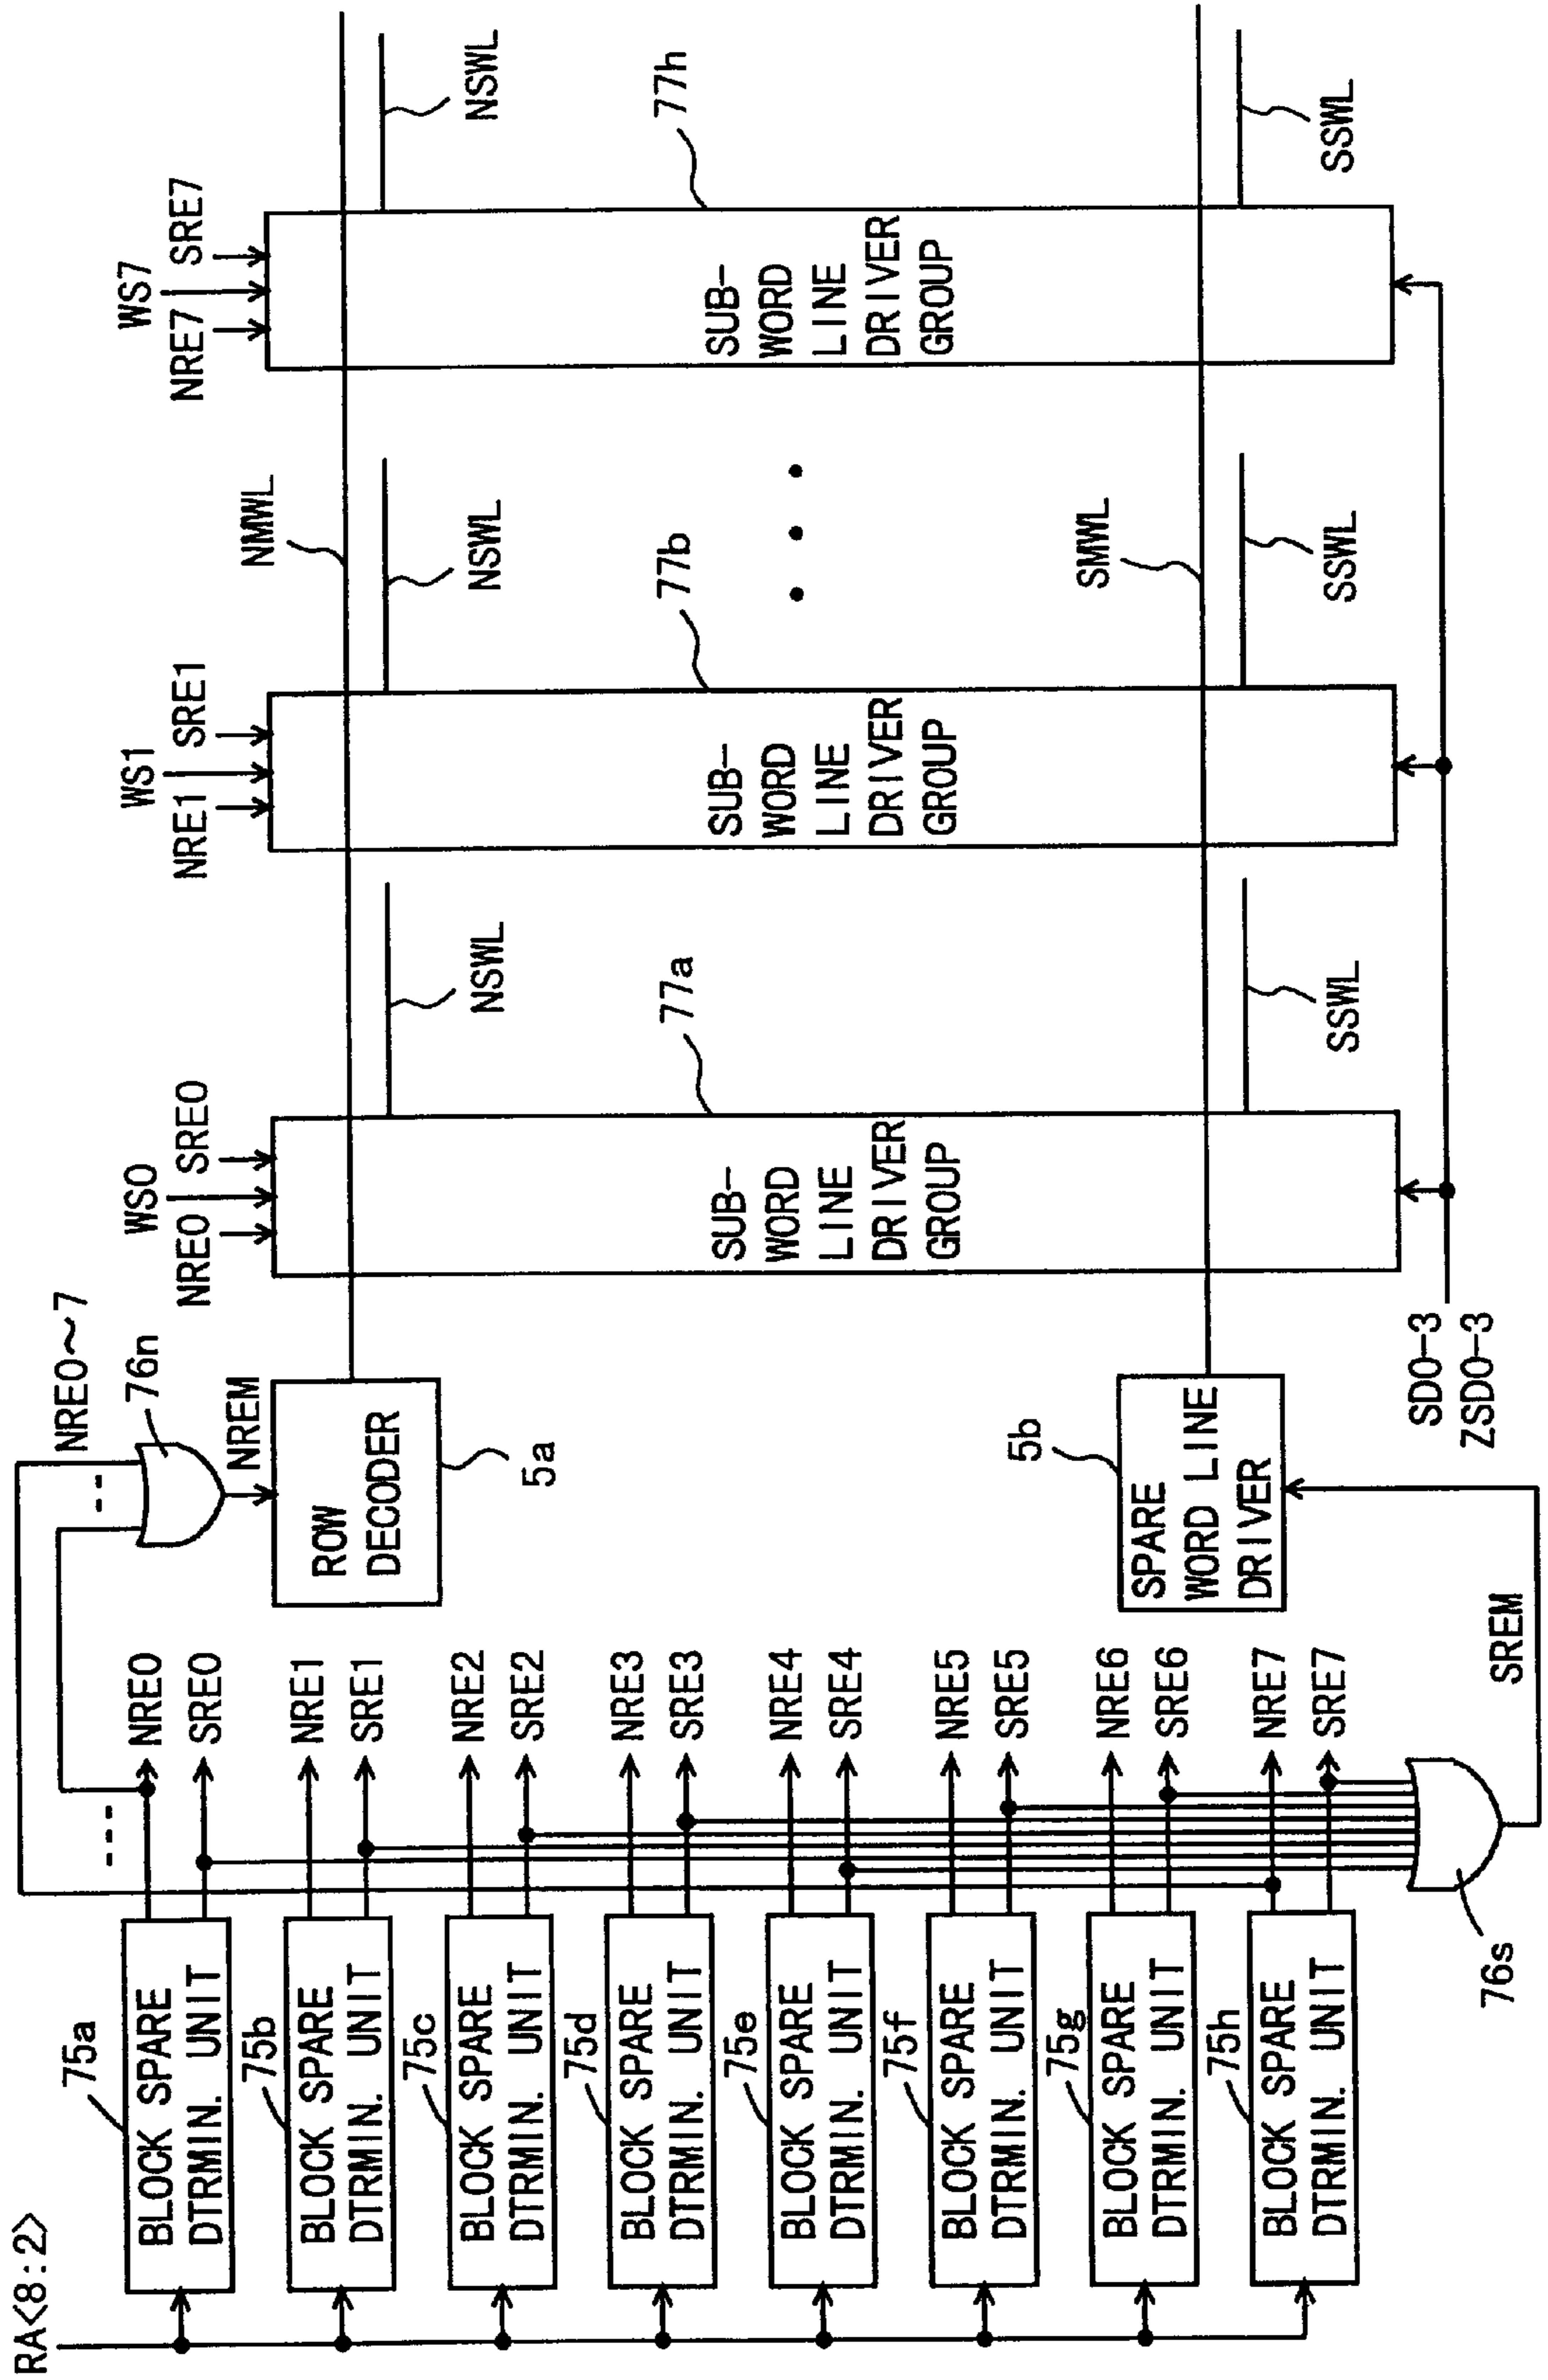 RA<8:2>
75a
BLOCK SPARE
DTRMIN. UNIT
NRE0
SRE0
75b
BLOCK SPARE
DTRMIN. UNIT
NRE1
SRE1
75c
BLOCK SPARE
DTRMIN. UNIT
NRE2
SRE2
75d
BLOCK SPARE
DTRMIN. UNIT
NRE3
SRE3
75e
BLOCK SPARE
DTRMIN. UNIT
NRE4
SRE4
75f
BLOCK SPARE
DTRMIN. UNIT
NRE5
SRE5
75g
BLOCK SPARE
DTRMIN. UNIT
NRE6
SRE6
75h
BLOCK SPARE
DTRMIN. UNIT
NRE7
SRE7
76s
SREM
NRE0~7
76n
NREM
ROW
DECODER
5a
5b
SPARE
WORD LINE
DRIVER
SD0-3
ZSD0-3
WS0
NRE0
SRE0
SUB-
WORD
LINE
DRIVER
GROUP
77a
NSWL
SSWL
WS1
NRE1
SRE1
SUB-
WORD
LINE
DRIVER
GROUP
77b
NMWL
NSWL
SMWL
SSWL
WS7
NRE7
SRE7
SUB-
WORD
LINE
DRIVER
GROUP
77h
NSWL
SSWL